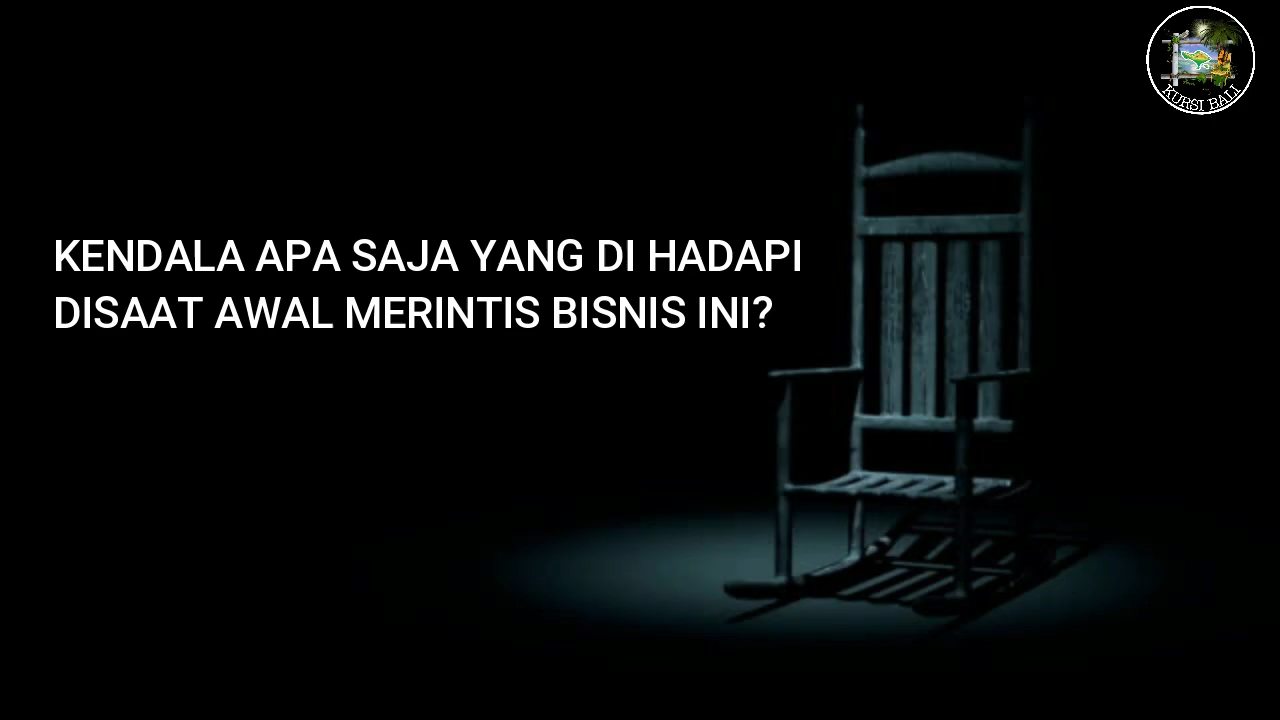 KURSI BALI
KENDALA APA SAJA YANG DI HADAPI
DISAAT AWAL MERINTIS BISNIS INI?